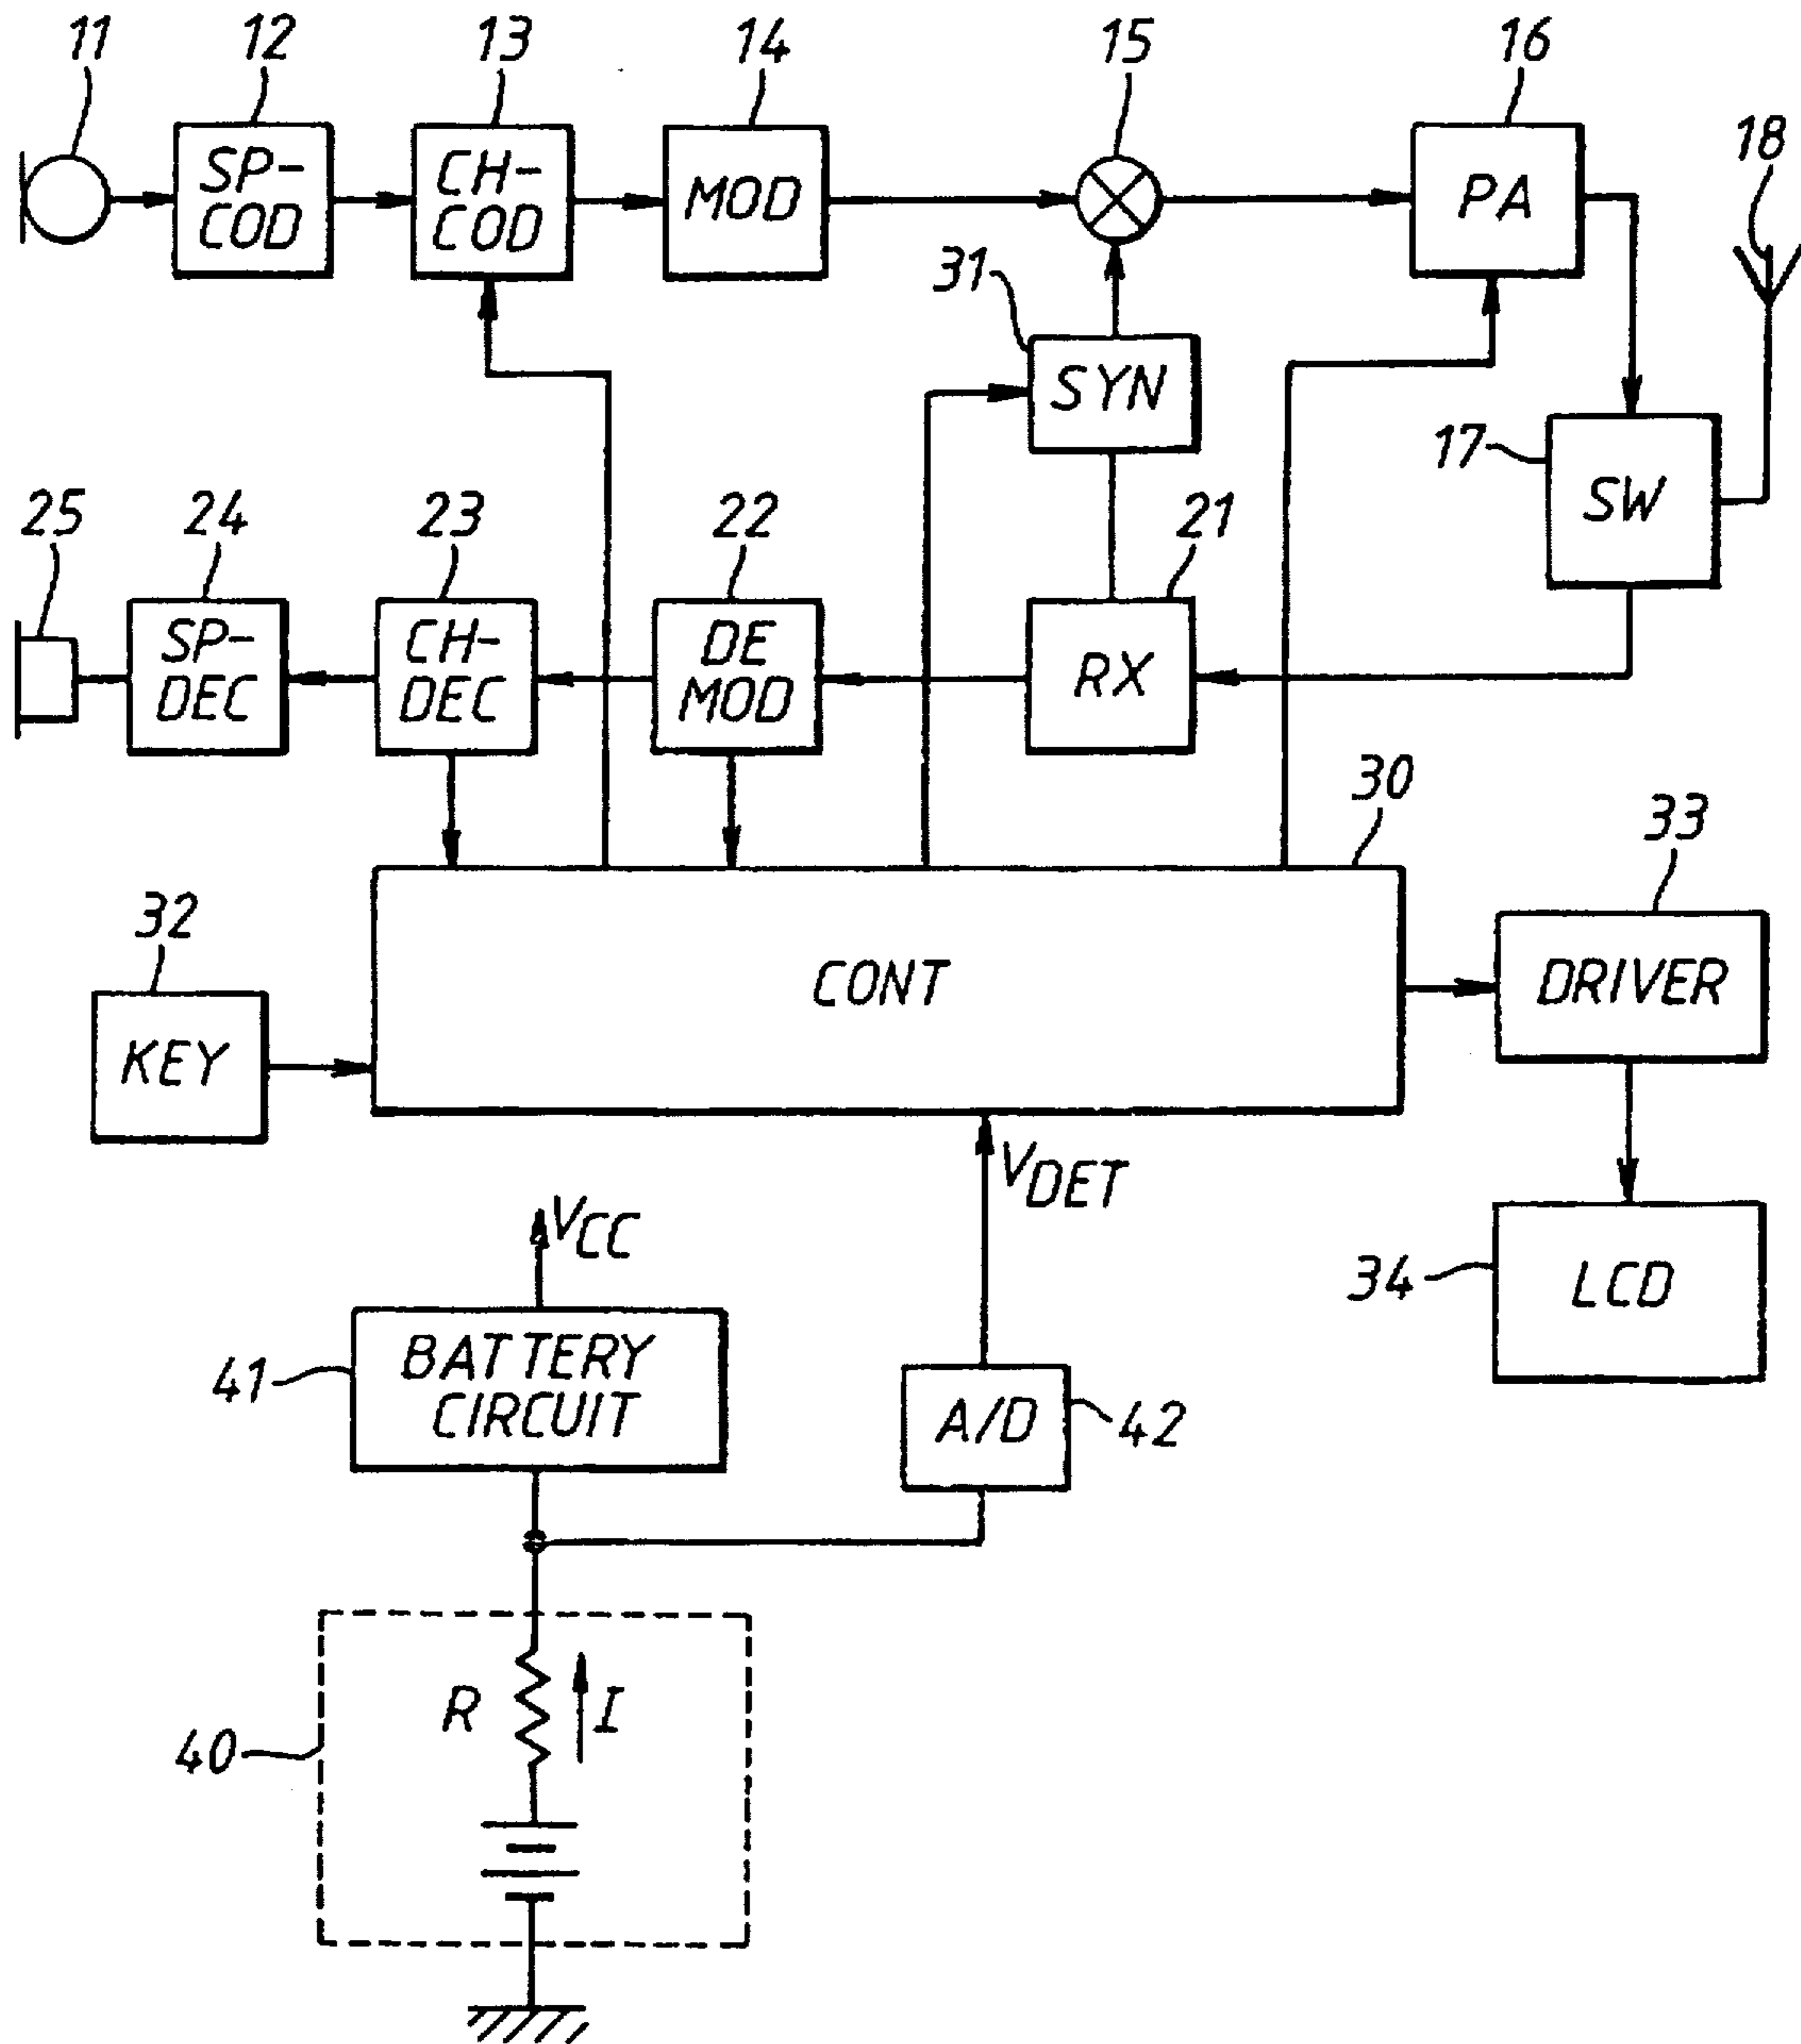 11 12 13 14 15 16
18
SP-
COD
CH-
COD
MOD
PA
31
SYN
17
SW
25 24 23 22 21
SP-
DEC
CH-
DEC
DE
MOD
RX
30
33
32
CONT
DRIVER
KEY
VDET
VCC
34
LCD
41
BATTERY
CIRCUIT
A/D
42
R
I
40